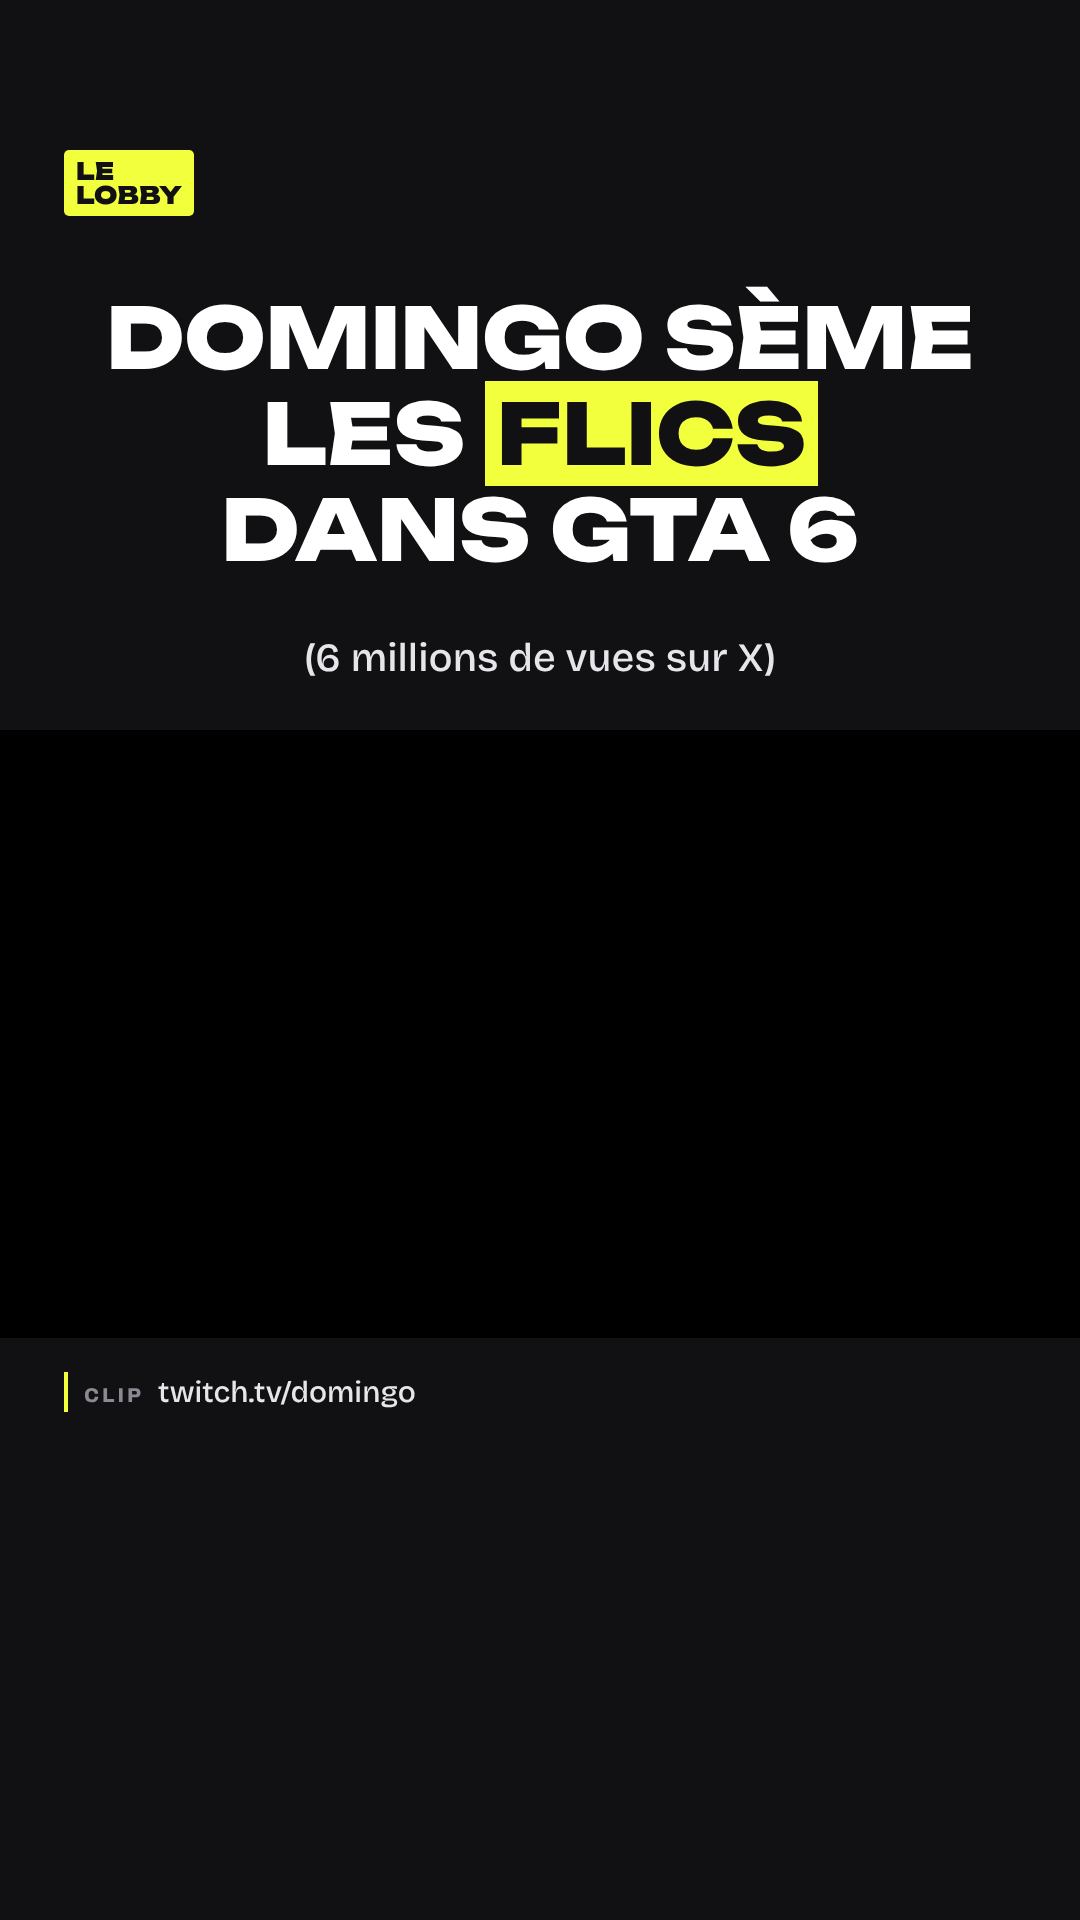 LE
LOBBY
DOMINGO SÈME
LES FLICS
DANS GTA 6
(6 millions de vues sur X)
CLIP twitch.tv/domingo